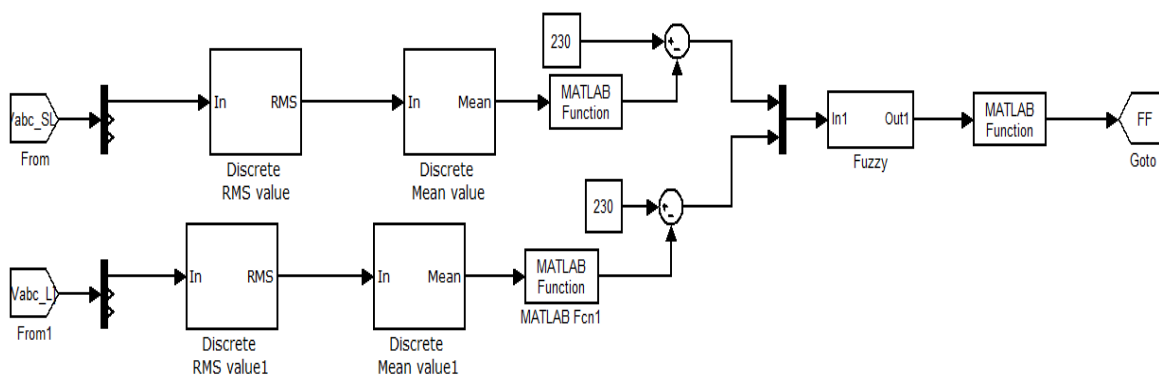 230
+
-
MATLAB
Function
Vabc_SL
From
In RMS
Discrete
RMS value
In Mean
Discrete
Mean value
In1 Out1
Fuzzy
MATLAB
Function
FF
Goto
230
+
-
Vabc_L
From1
In RMS
Discrete
RMS value1
In Mean
Discrete
Mean value1
MATLAB
Function
MATLAB Fcn1